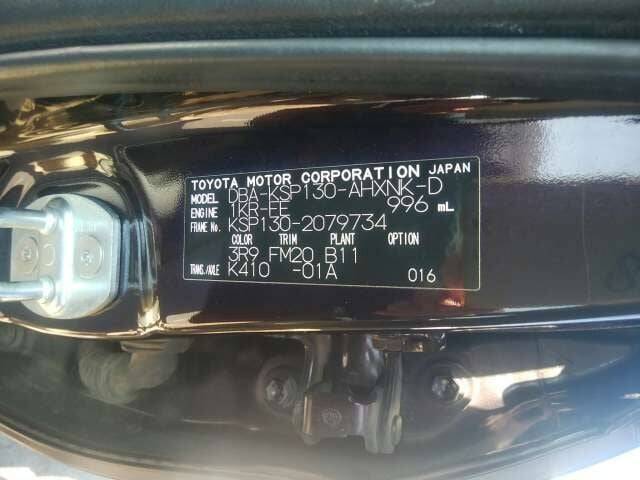 TOYOTA MOTOR CORPORATION JAPAN
MODEL DBA-KSP130-AHXNK-D
ENGINE 1KR-FE 996 mL
FRAME No. KSP130-2079734
COLOR TRIM PLANT OPTION
3R9 FM20 B11
TRANS./AXLE K410 -01A 016